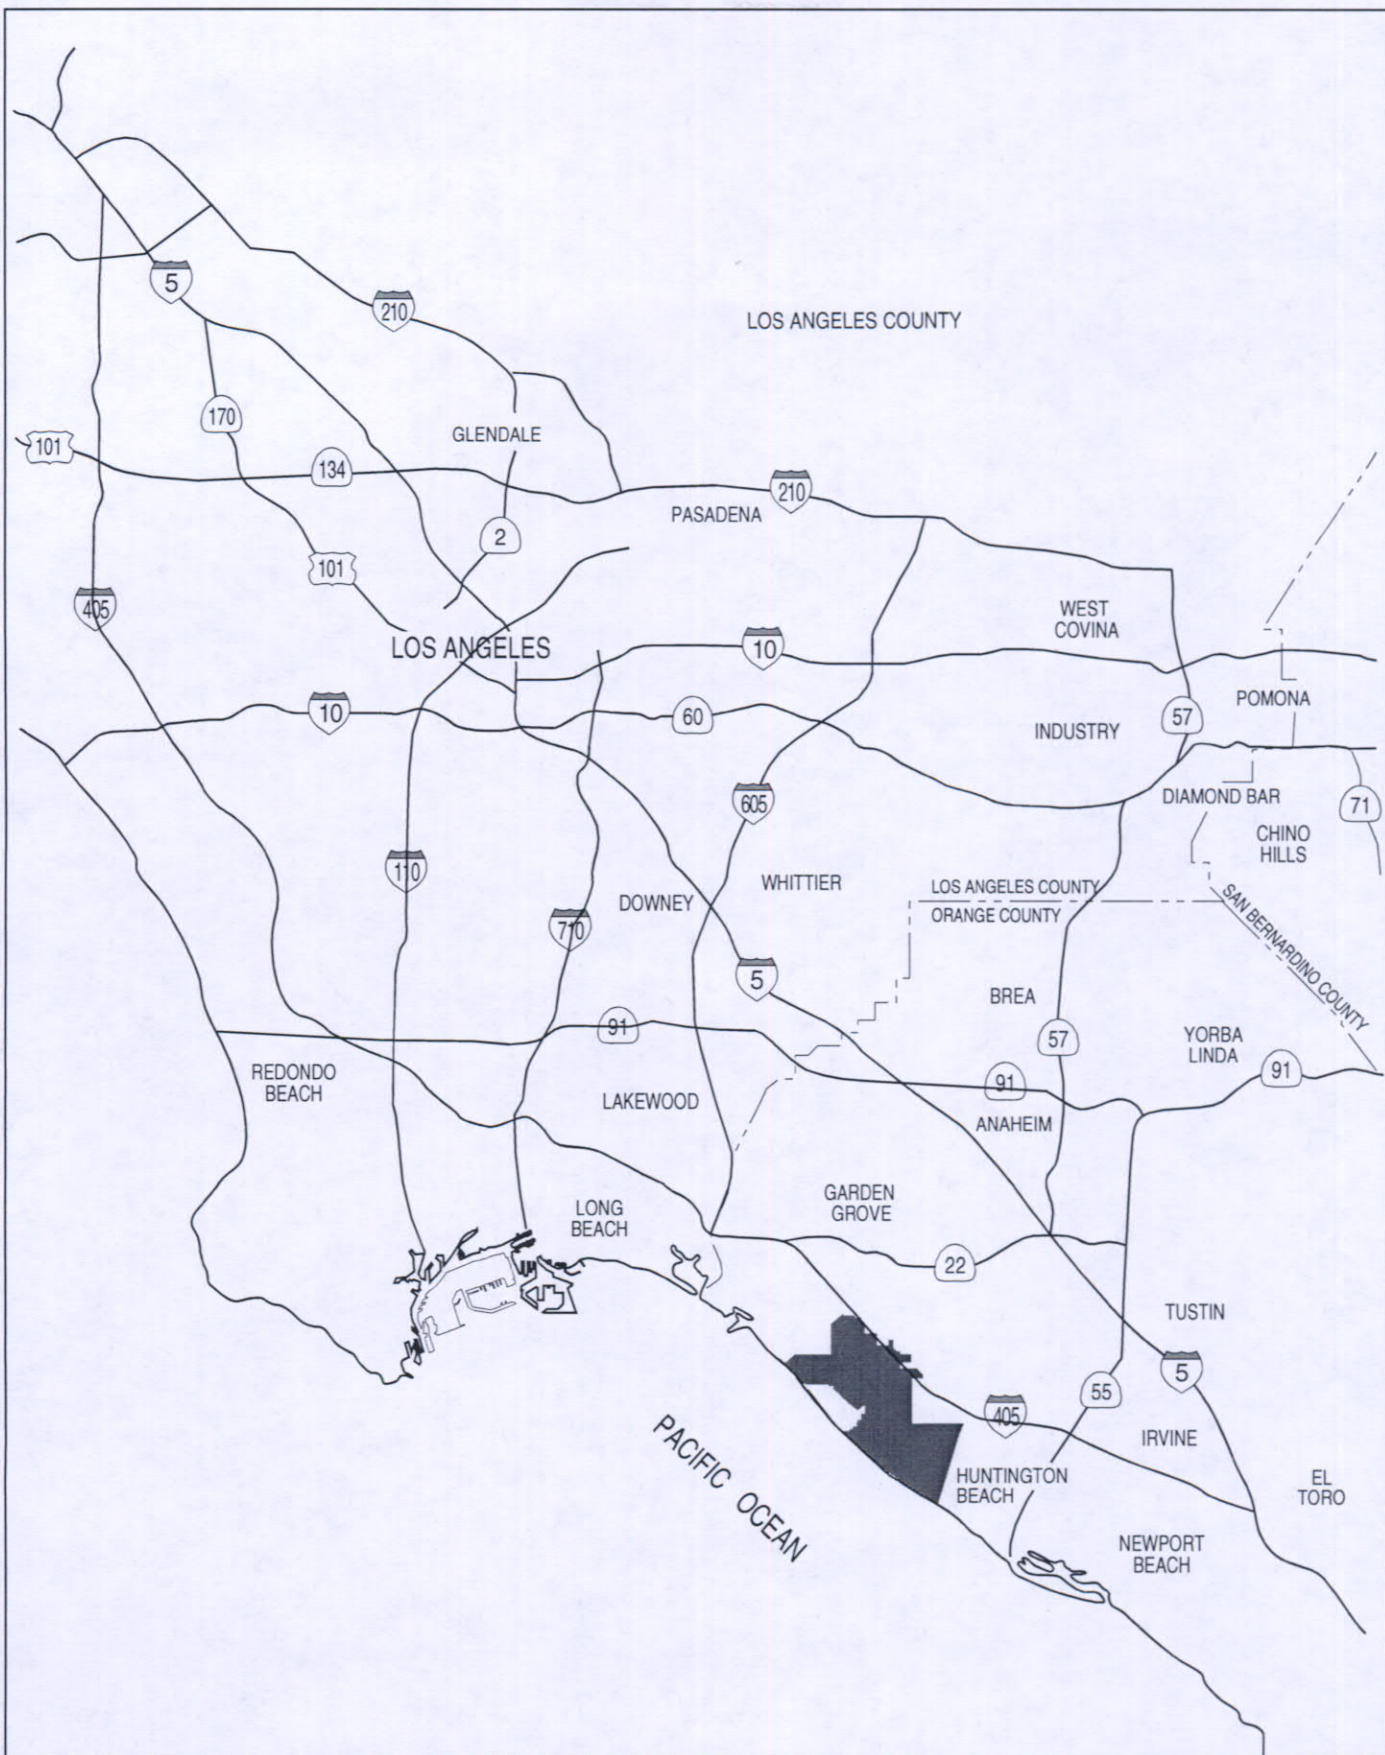 5
210
LOS ANGELES COUNTY
170
101
134
GLENDALE
210
PASADENA
2
101
405
WEST
COVINA
LOS ANGELES
10
POMONA
10
60
57
INDUSTRY
605
DIAMOND BAR
71
CHINO
HILLS
110
WHITTIER
LOS ANGELES COUNTY
DOWNEY
ORANGE COUNTY
SAN BERNARDINO COUNTY
710
5
BREA
91
57
YORBA
LINDA
91
REDONDO
BEACH
91
LAKEWOOD
ANAHEIM
GARDEN
GROVE
LONG
BEACH
22
TUSTIN
5
55
405
IRVINE
PACIFIC OCEAN
HUNTINGTON
BEACH
EL
TORO
NEWPORT
BEACH